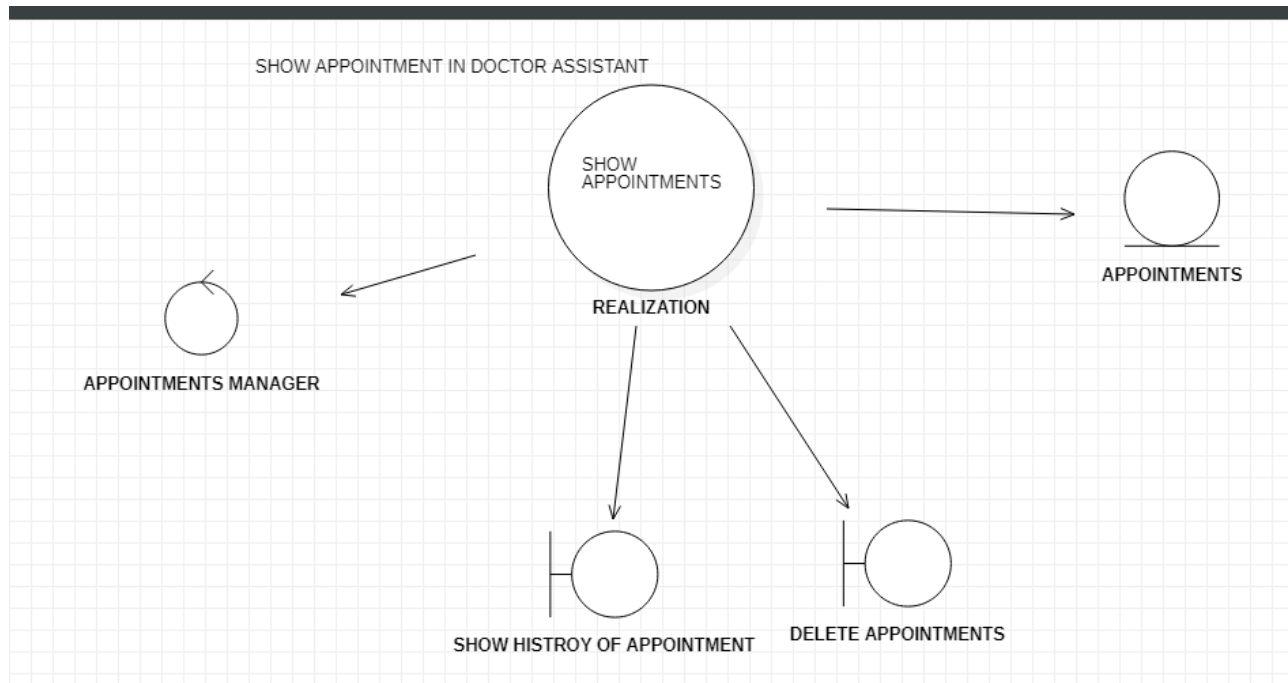 SHOW APPOINTMENT IN DOCTOR ASSISTANT
SHOW
APPOINTMENTS
APPOINTMENTS
REALIZATION
APPOINTMENTS MANAGER
DELETE APPOINTMENTS
SHOW HISTROY OF APPOINTMENT